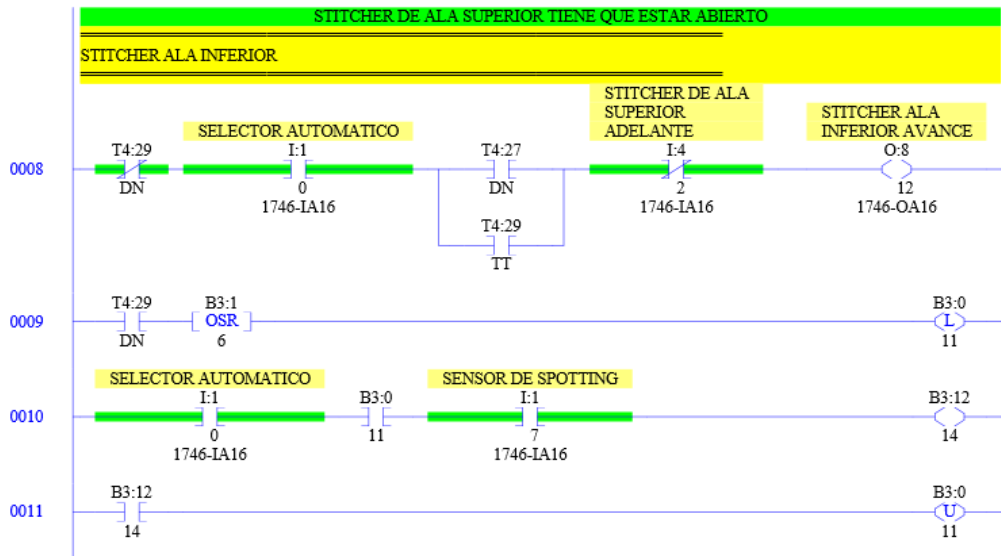 STITCHER DE ALA SUPERIOR TIENE QUE ESTAR ABIERTO
STITCHER ALA INFERIOR
STITCHER DE ALA
SUPERIOR
ADELANTE
STITCHER ALA
INFERIOR AVANCE
SELECTOR AUTOMATICO
T4:29 I:1 T4:27 I:4 O:8
0008
DN 0 DN 2 12
1746-IA16 1746-IA16 1746-OA16
T4:29
TT
T4:29 B3:1 B3:0
0009 OSR L
DN 6 11
SELECTOR AUTOMATICO SENSOR DE SPOTTING
I:1 B3:0 I:1 B3:12
0010
0 11 7 14
1746-IA16 1746-IA16
B3:12 B3:0
0011 U
14 11